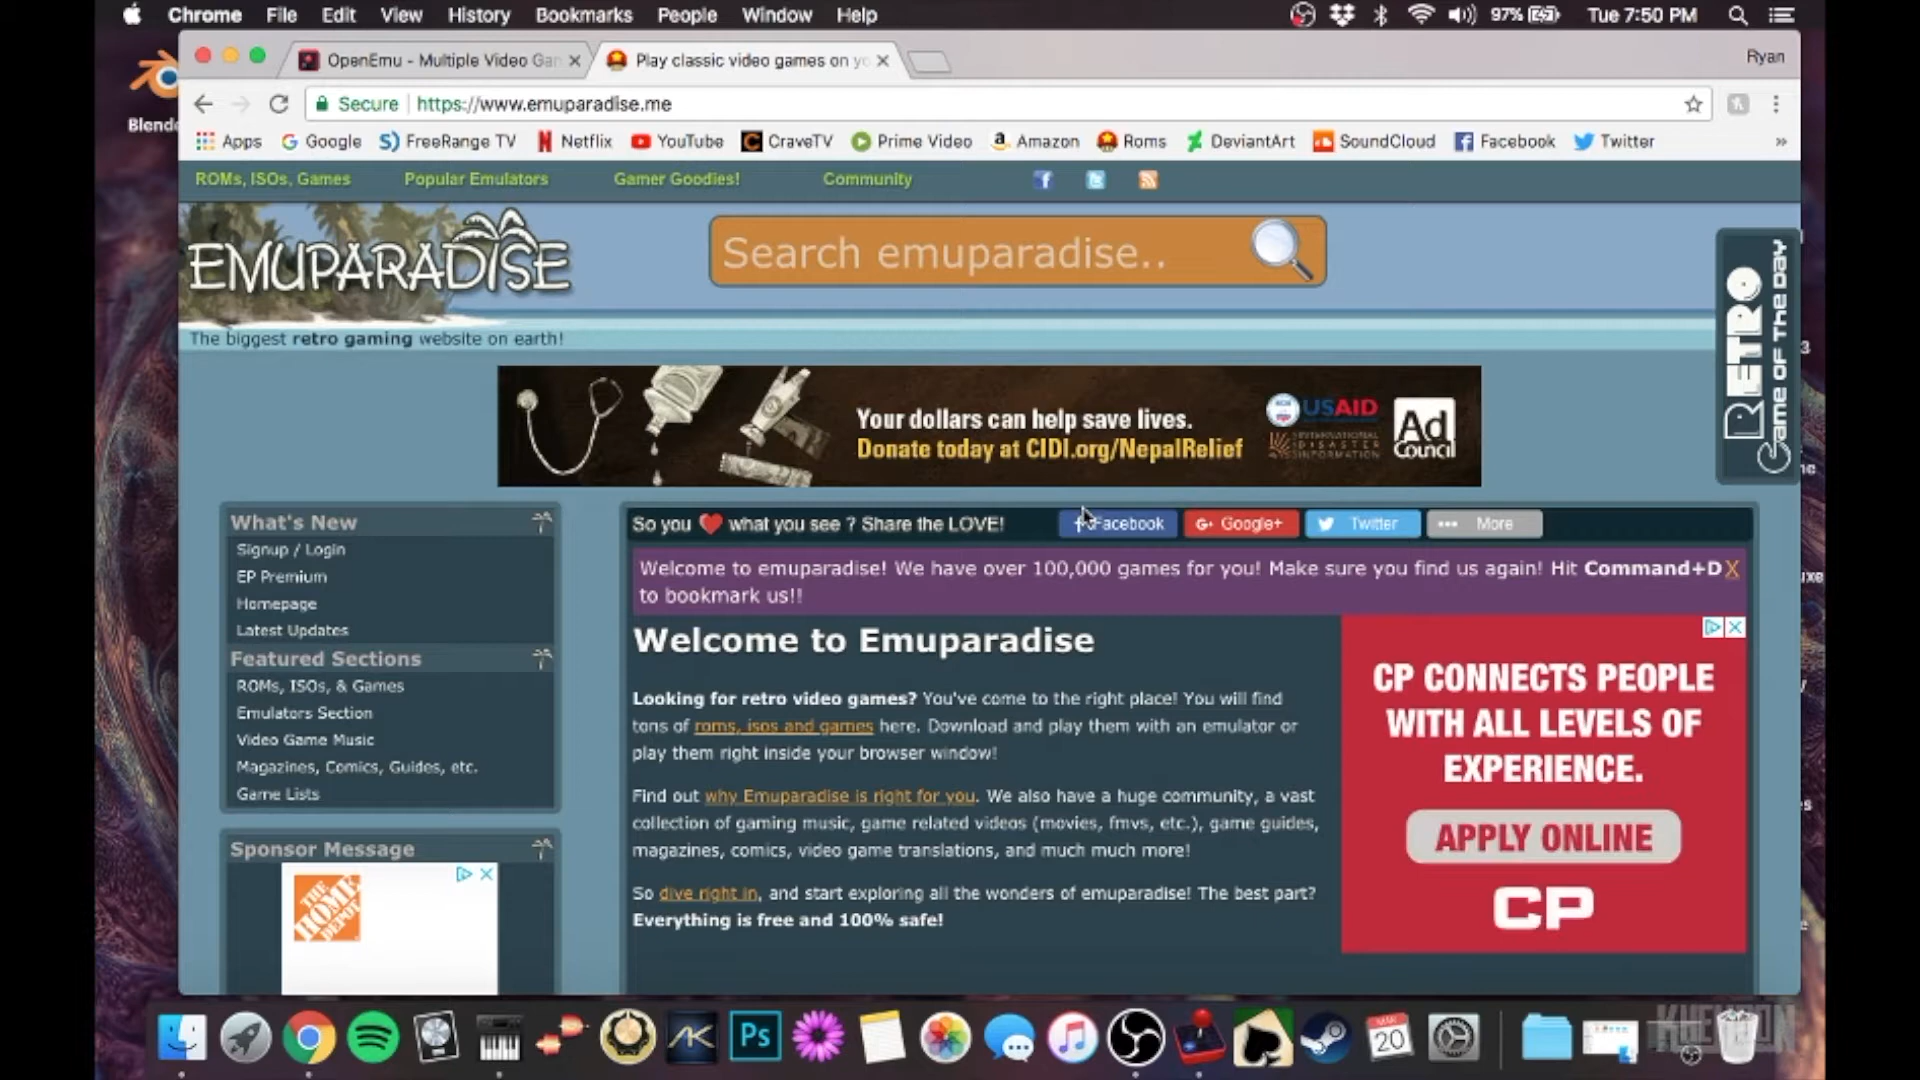 Chrome File Edit View History Bookmarks People Window Help 97% Tue 7:50 PM
Blende
OpenEmu - Multiple Video Gan
Play classic video games on yo
Ryan
Secure https://www.emuparadise.me
Apps Google FreeRange TV Netflix YouTube CraveTV Prime Video Amazon Roms DeviantArt SoundCloud Facebook Twitter »
ROMs, ISOs, Games Popular Emulators Gamer Goodies! Community
EMUPARADISE
Search emuparadise..
RETRO
Game OF THE DAY
The biggest retro gaming website on earth!
Your dollars can help save lives.
Donate today at CIDI.org/NepalRelief
USAID
Ad
Council
What's New
Signup / Login
EP Premium
Homepage
Latest Updates
Featured Sections
ROMs, ISOs, & Games
Emulators Section
Video Game Music
Magazines, Comics, Guides, etc.
Game Lists
Sponsor Message
THE HOME DEPOT
So you ❤ what you see ? Share the LOVE! Facebook Google+ Twitter More
Welcome to emuparadise! We have over 100,000 games for you! Make sure you find us again! Hit Command+D X
to bookmark us!!
Welcome to Emuparadise
Looking for retro video games? You've come to the right place! You will find
tons of roms, isos and games here. Download and play them with an emulator or
play them right inside your browser window!
Find out why Emuparadise is right for you. We also have a huge community, a vast
collection of gaming music, game related videos (movies, fmvs, etc.), game guides,
magazines, comics, video game translations, and much much more!
So dive right in, and start exploring all the wonders of emuparadise! The best part?
Everything is free and 100% safe!
CP CONNECTS PEOPLE
WITH ALL LEVELS OF
EXPERIENCE.
APPLY ONLINE
CP
Ps
MAR
20